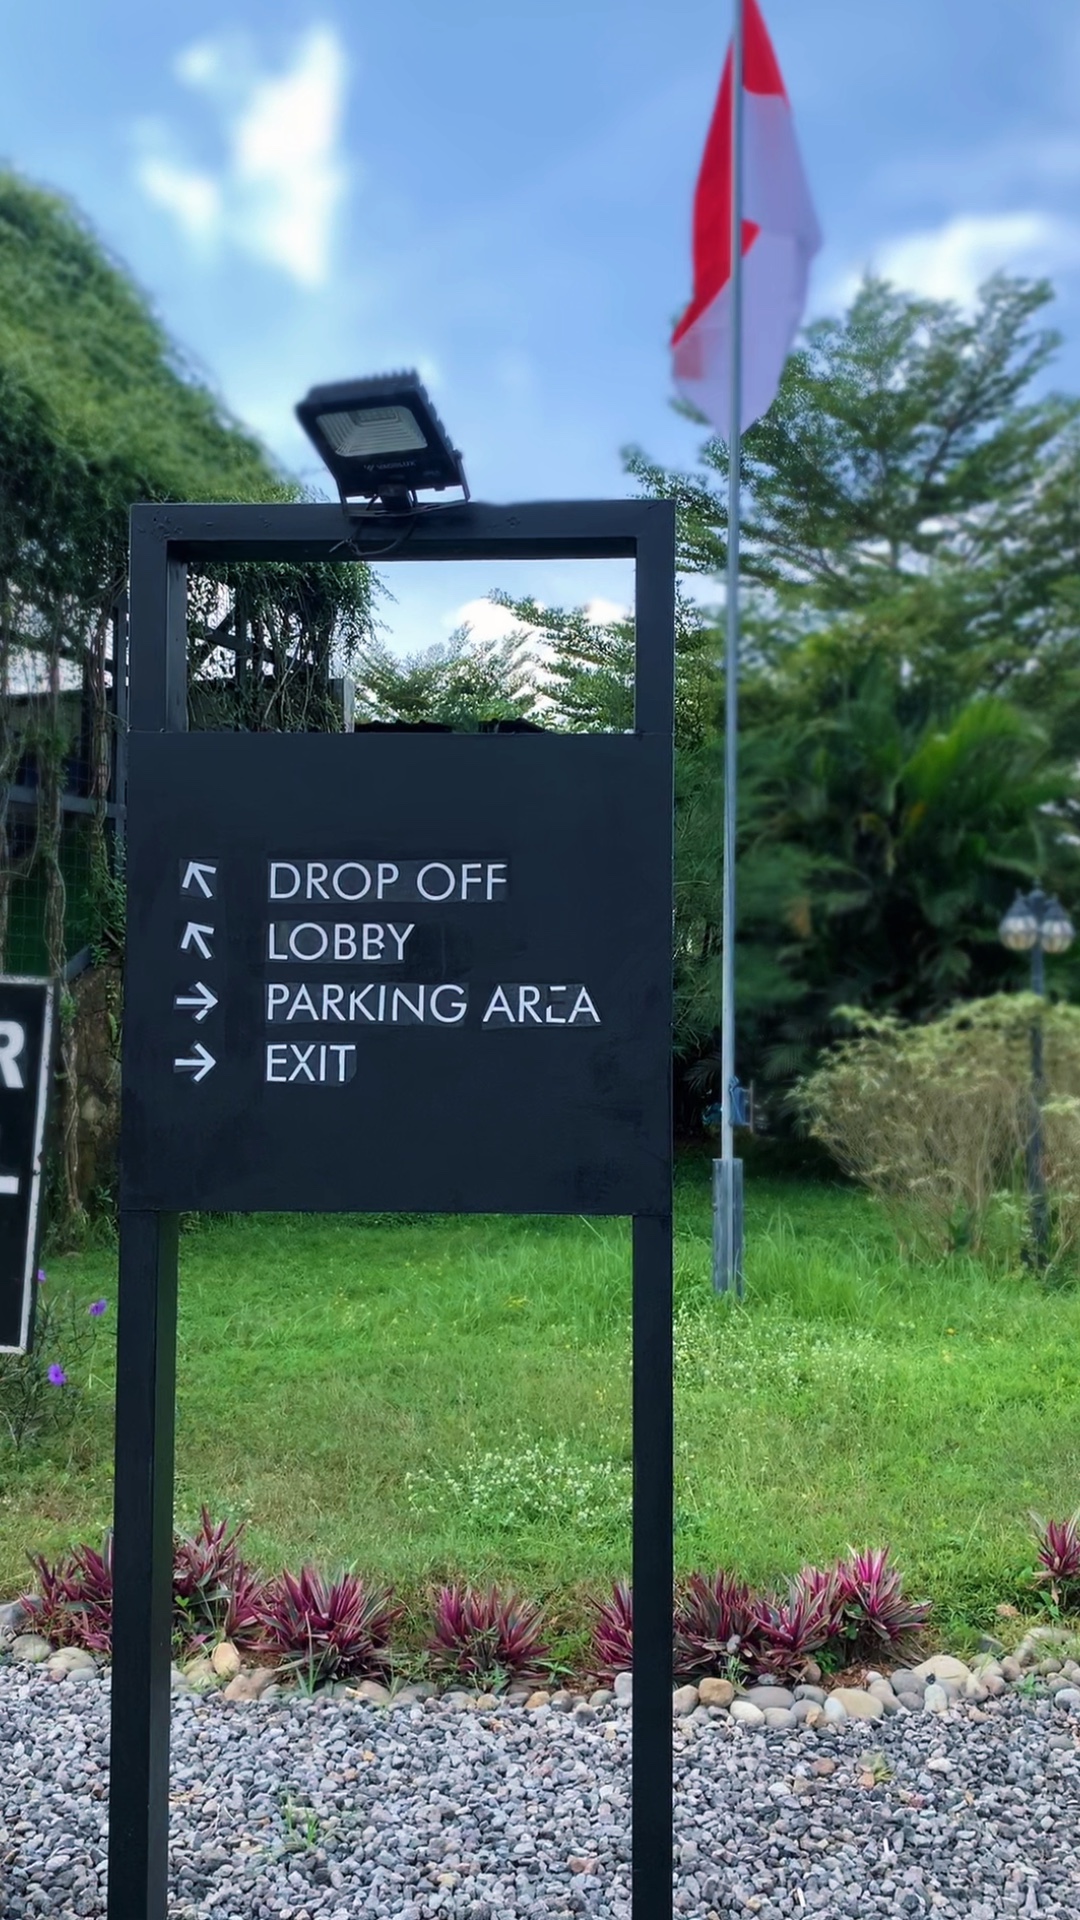 DROP OFF
LOBBY
PARKING AREA
EXIT
R